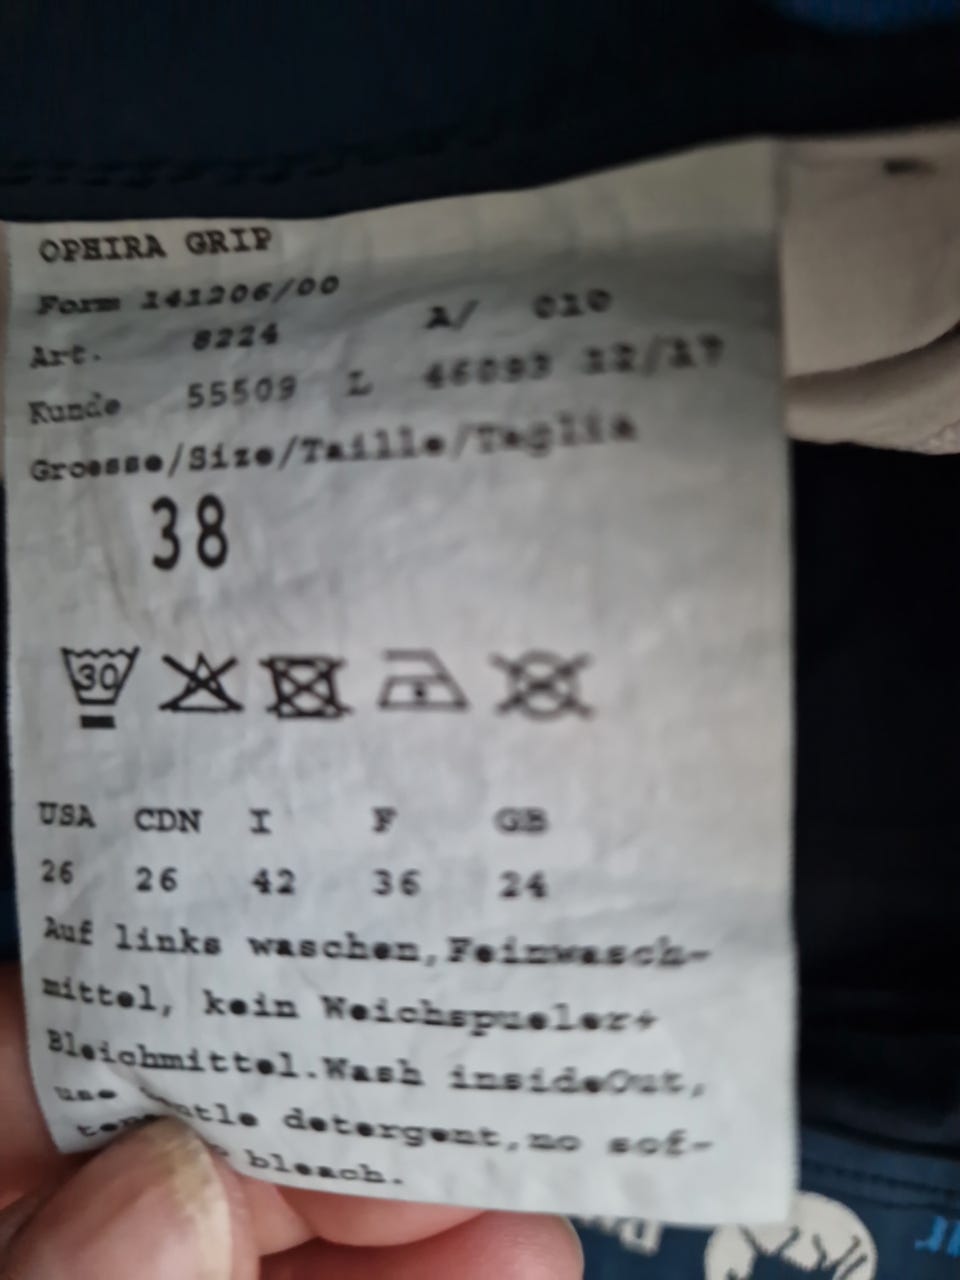 OPHIRA GRIP
Form 141206/00
Art. 8224 A/ 010
Kunde 55509 L 46093 12/17
Groesse/Size/Taille/Taglia
38
30
USA CDN I F GB
26 26 42 36 24
Auf links waschen,Feinwasch-
mittel, kein Weichspueler+
Bleichmittel.Wash insideOut,
use detergent,no sof-
bleach.